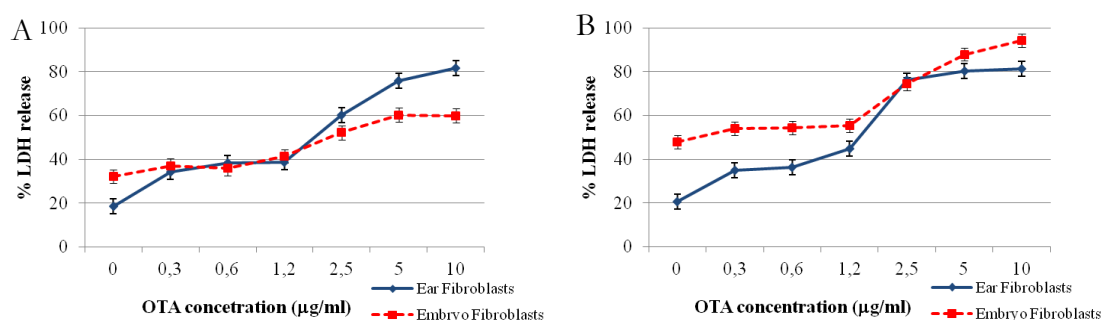 A
% LDH release
100
80
60
40
20
0
0 0,3 0,6 1,2 2,5 5 10
OTA concetration (µg/ml)
Ear Fibroblasts
Embryo Fibroblasts
B
% LDH release
100
80
60
40
20
0
0 0,3 0,6 1,2 2,5 5 10
OTA concentration (µg/ml)
Ear Fibroblasts
Embryo Fibroblasts